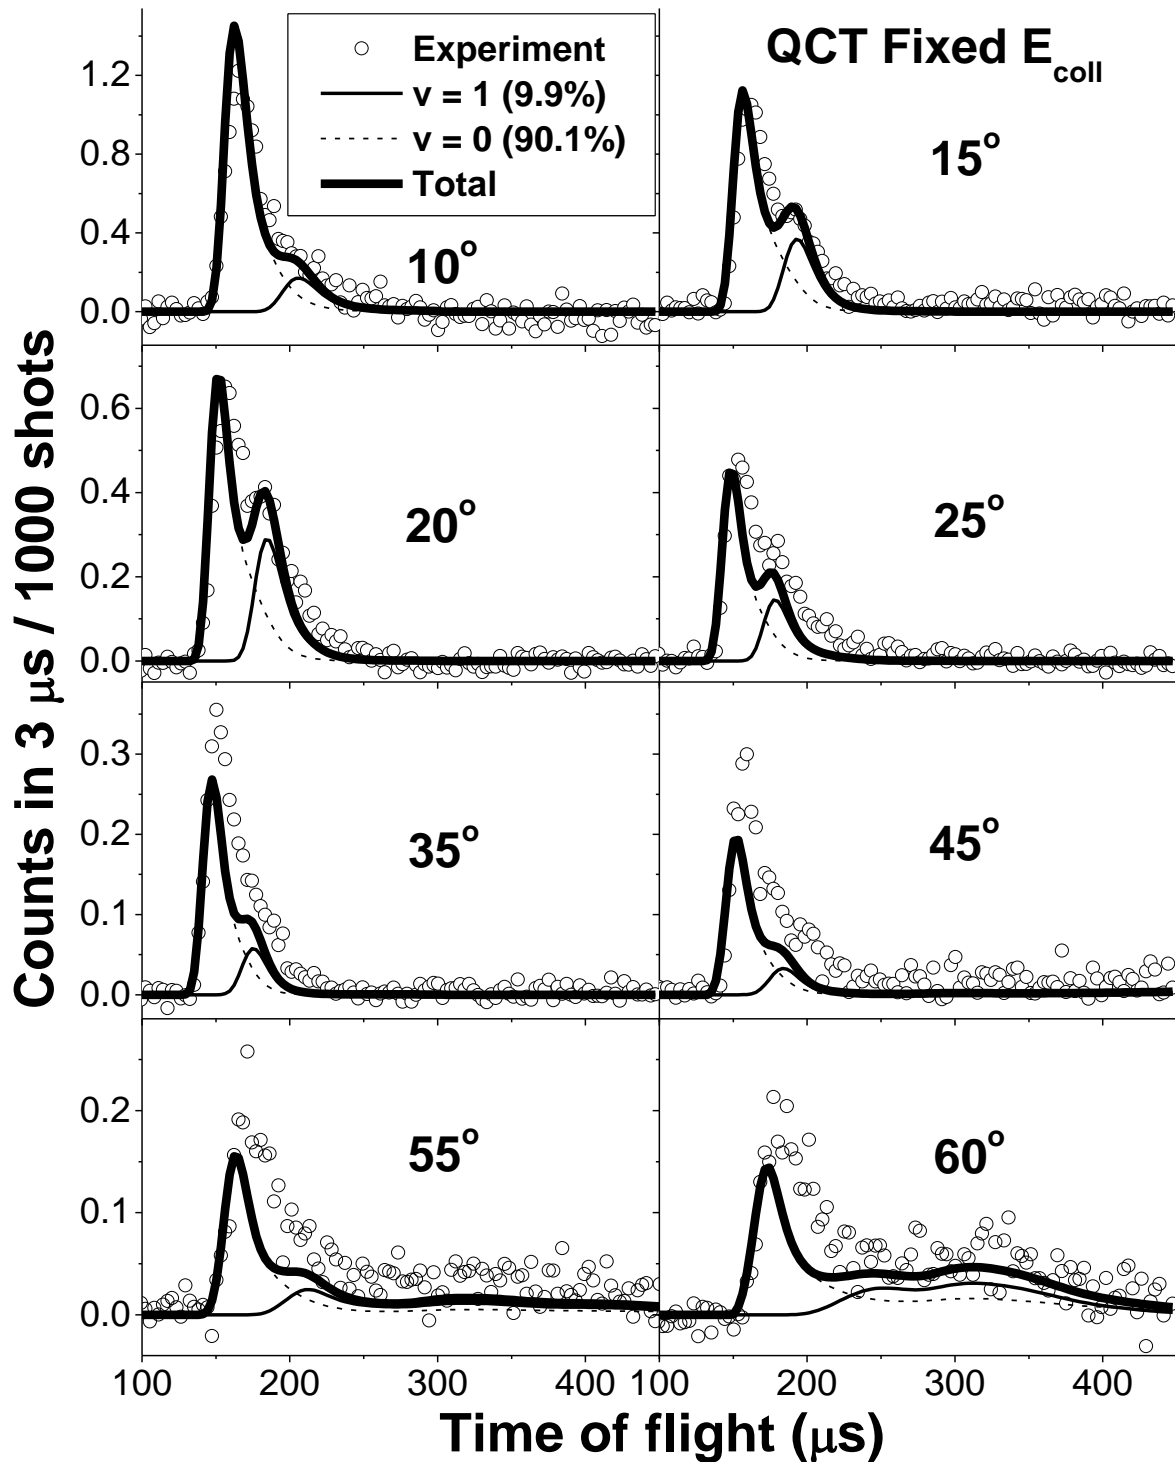 QCT Fixed E_coll
Experiment
v = 1 (9.9%)
v = 0 (90.1%)
Total
1.2
0.8
0.4
0.0
10°
15°
0.6
0.4
0.2
0.0
20°
25°
0.3
0.2
0.1
0.0
35°
45°
0.2
0.1
0.0
55°
60°
100 200 300 400 100 200 300 400
Counts in 3 μs / 1000 shots
Time of flight (μs)